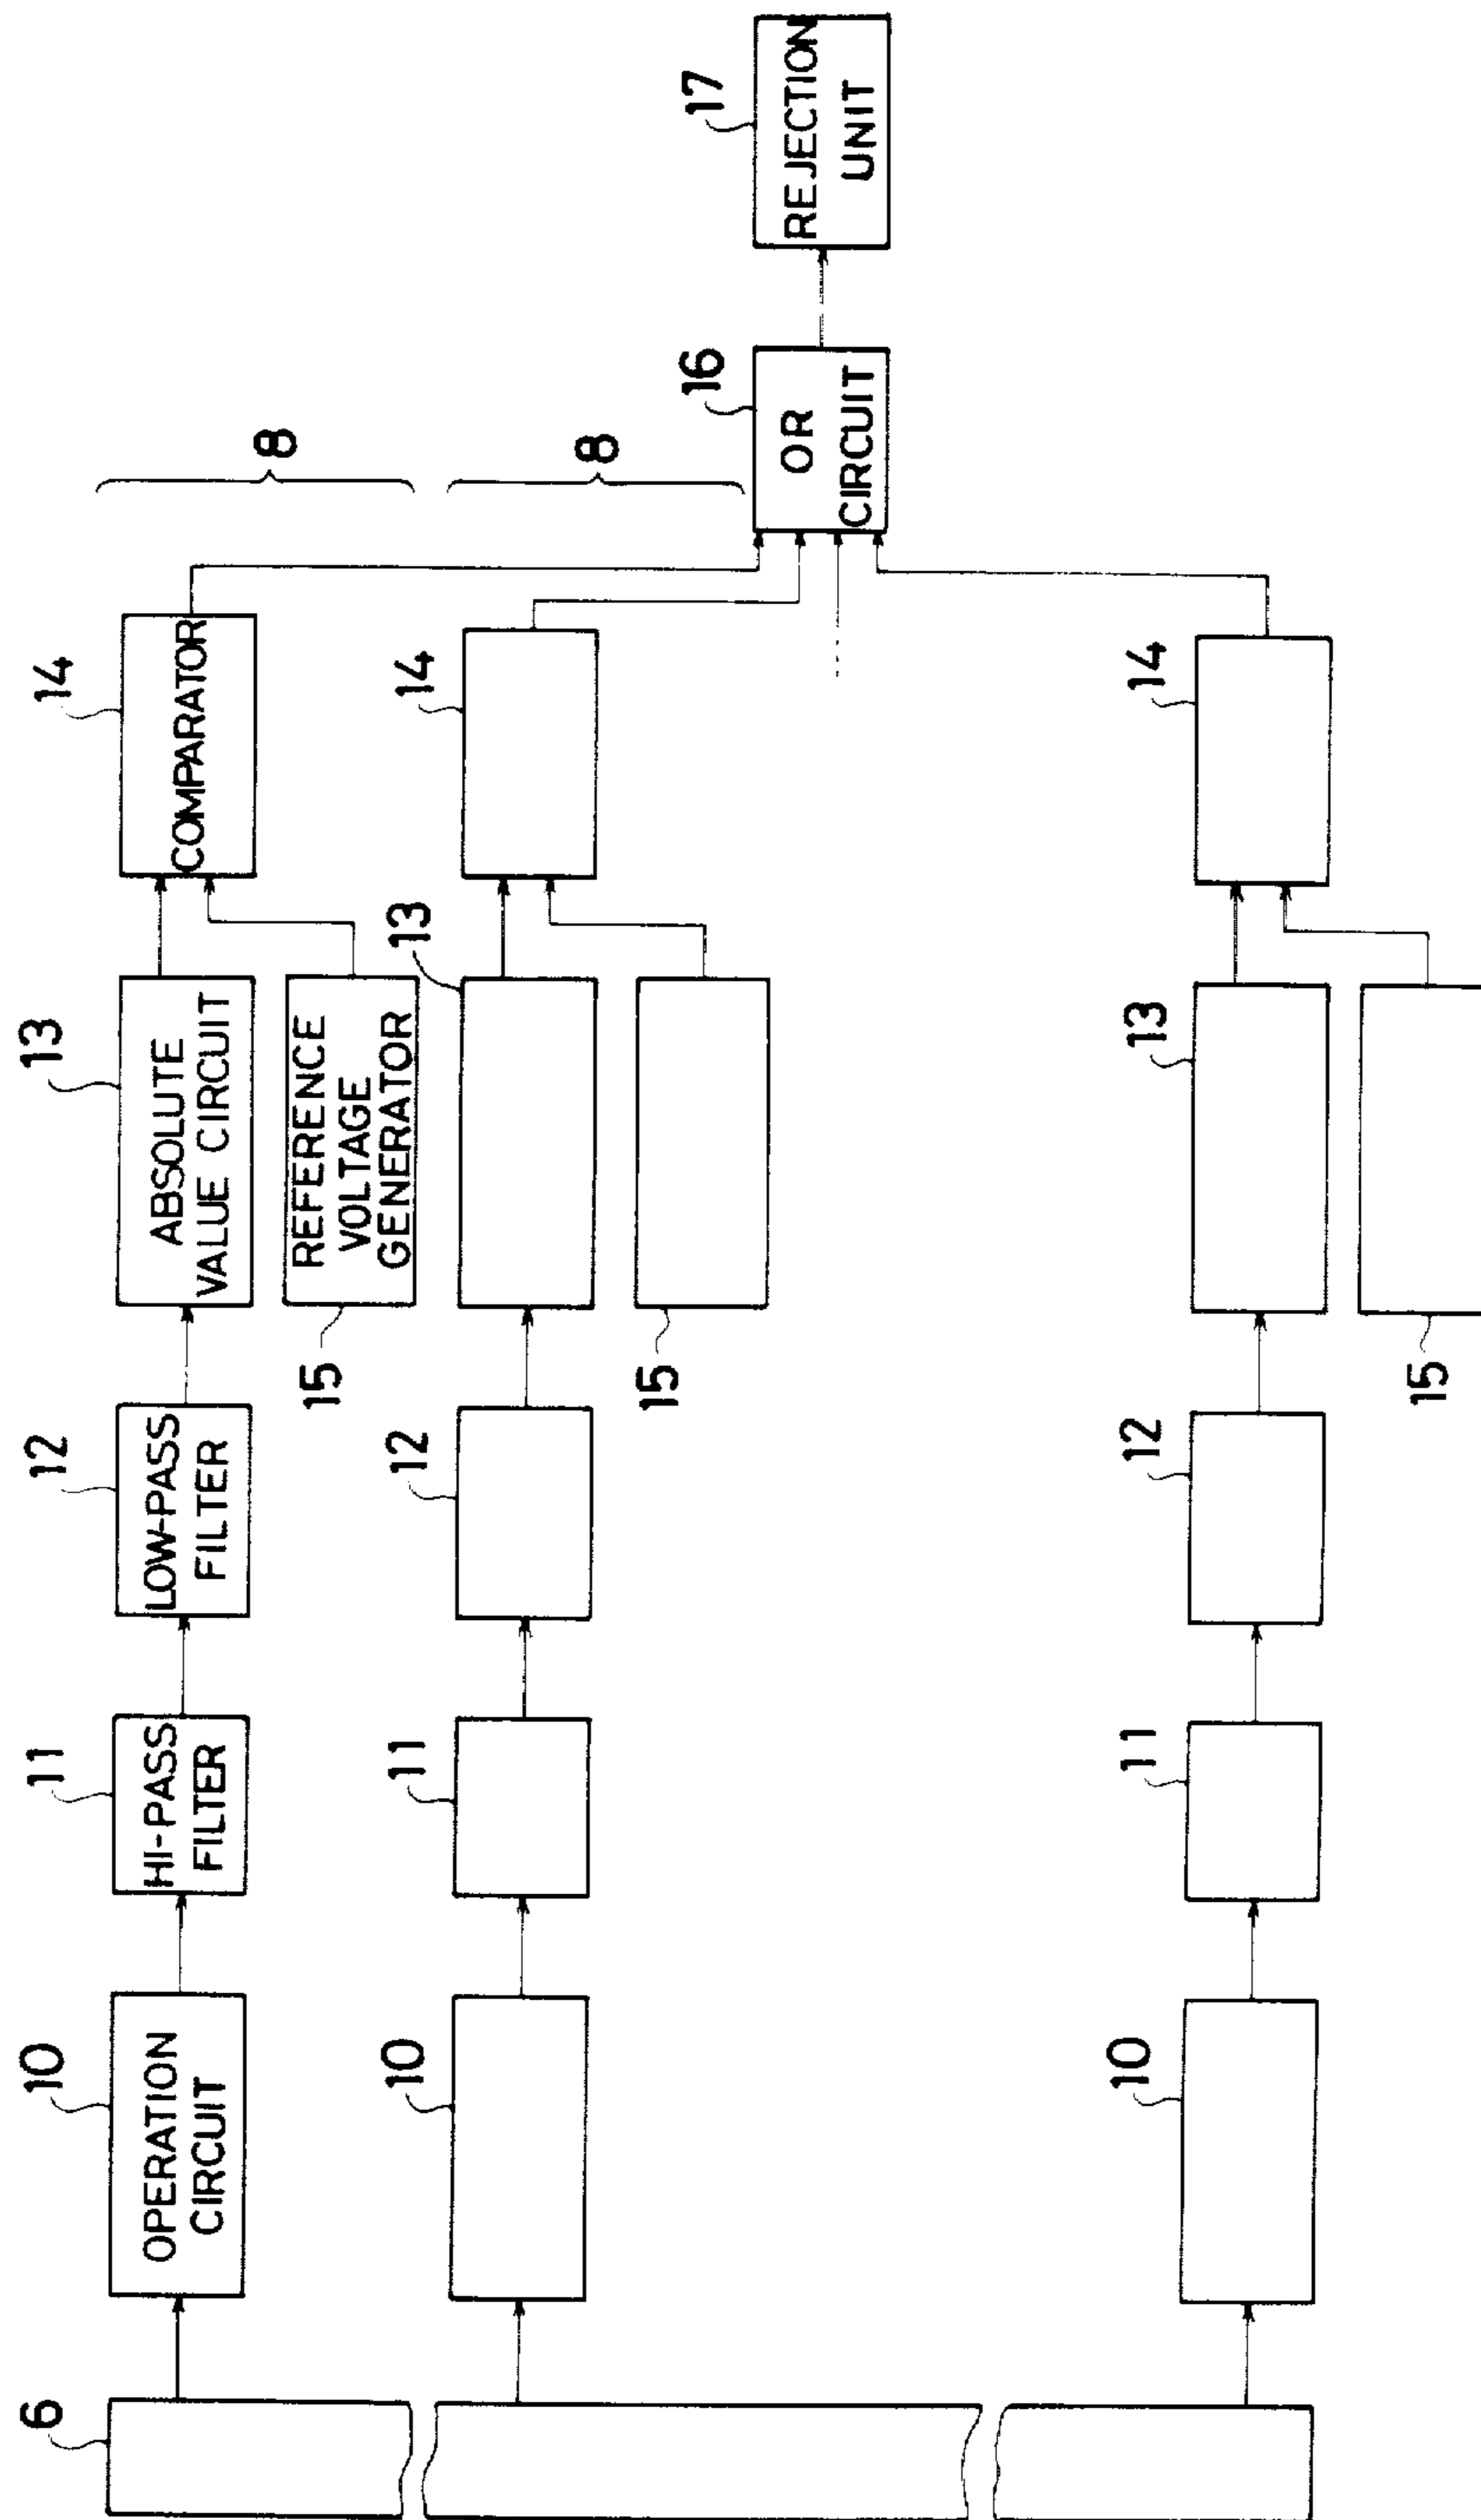 6
10
OPERATION
CIRCUIT
11
HI-PASS
FILTER
12
LOW-PASS
FILTER
13
ABSOLUTE
VALUE CIRCUIT
14
COMPARATOR
8
15
REFERENCE
VOLTAGE
GENERATOR
10
11
12
13
14
8
15
16
OR
CIRCUIT
17
REJECTION
UNIT
10
11
12
13
14
15